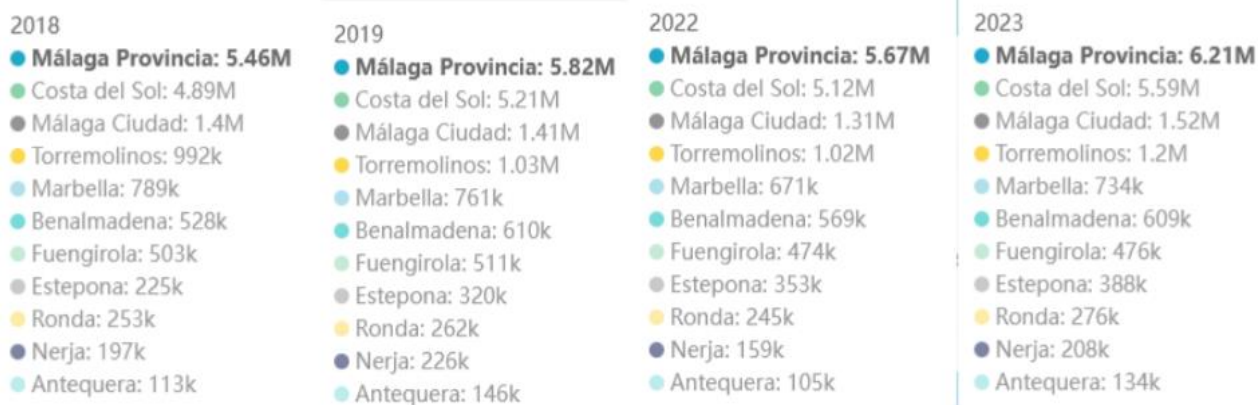 2018
Málaga Provincia: 5.46M
Costa del Sol: 4.89M
Málaga Ciudad: 1.4M
Torremolinos: 992k
Marbella: 789k
Benalmadena: 528k
Fuengirola: 503k
Estepona: 225k
Ronda: 253k
Nerja: 197k
Antequera: 113k
2019
Málaga Provincia: 5.82M
Costa del Sol: 5.21M
Málaga Ciudad: 1.41M
Torremolinos: 1.03M
Marbella: 761k
Benalmadena: 610k
Fuengirola: 511k
Estepona: 320k
Ronda: 262k
Nerja: 226k
Antequera: 146k
2022
Málaga Provincia: 5.67M
Costa del Sol: 5.12M
Málaga Ciudad: 1.31M
Torremolinos: 1.02M
Marbella: 671k
Benalmadena: 569k
Fuengirola: 474k
Estepona: 353k
Ronda: 245k
Nerja: 159k
Antequera: 105k
2023
Málaga Provincia: 6.21M
Costa del Sol: 5.59M
Málaga Ciudad: 1.52M
Torremolinos: 1.2M
Marbella: 734k
Benalmadena: 609k
Fuengirola: 476k
Estepona: 388k
Ronda: 276k
Nerja: 208k
Antequera: 134k